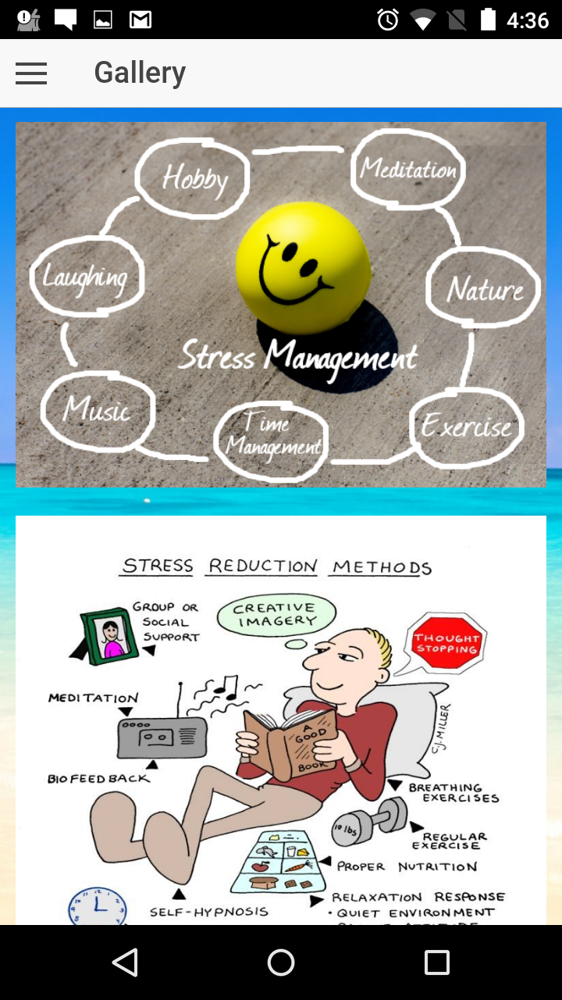 4:36
Gallery
Hobby
Meditation
Laughing
Nature
Stress Management
Music
Time
Management
Exercise
STRESS REDUCTION METHODS
GROUP OR
SOCIAL
SUPPORT
CREATIVE
IMAGERY
THOUGHT
STOPPING
MEDITATION
A
GOOD
BOOK
C.J. MILLER
BIOFEEDBACK
BREATHING
EXERCISES
10 lbs
REGULAR
EXERCISE
PROPER NUTRITION
RELAXATION RESPONSE
SELF-HYPNOSIS
• QUIET ENVIRONMENT